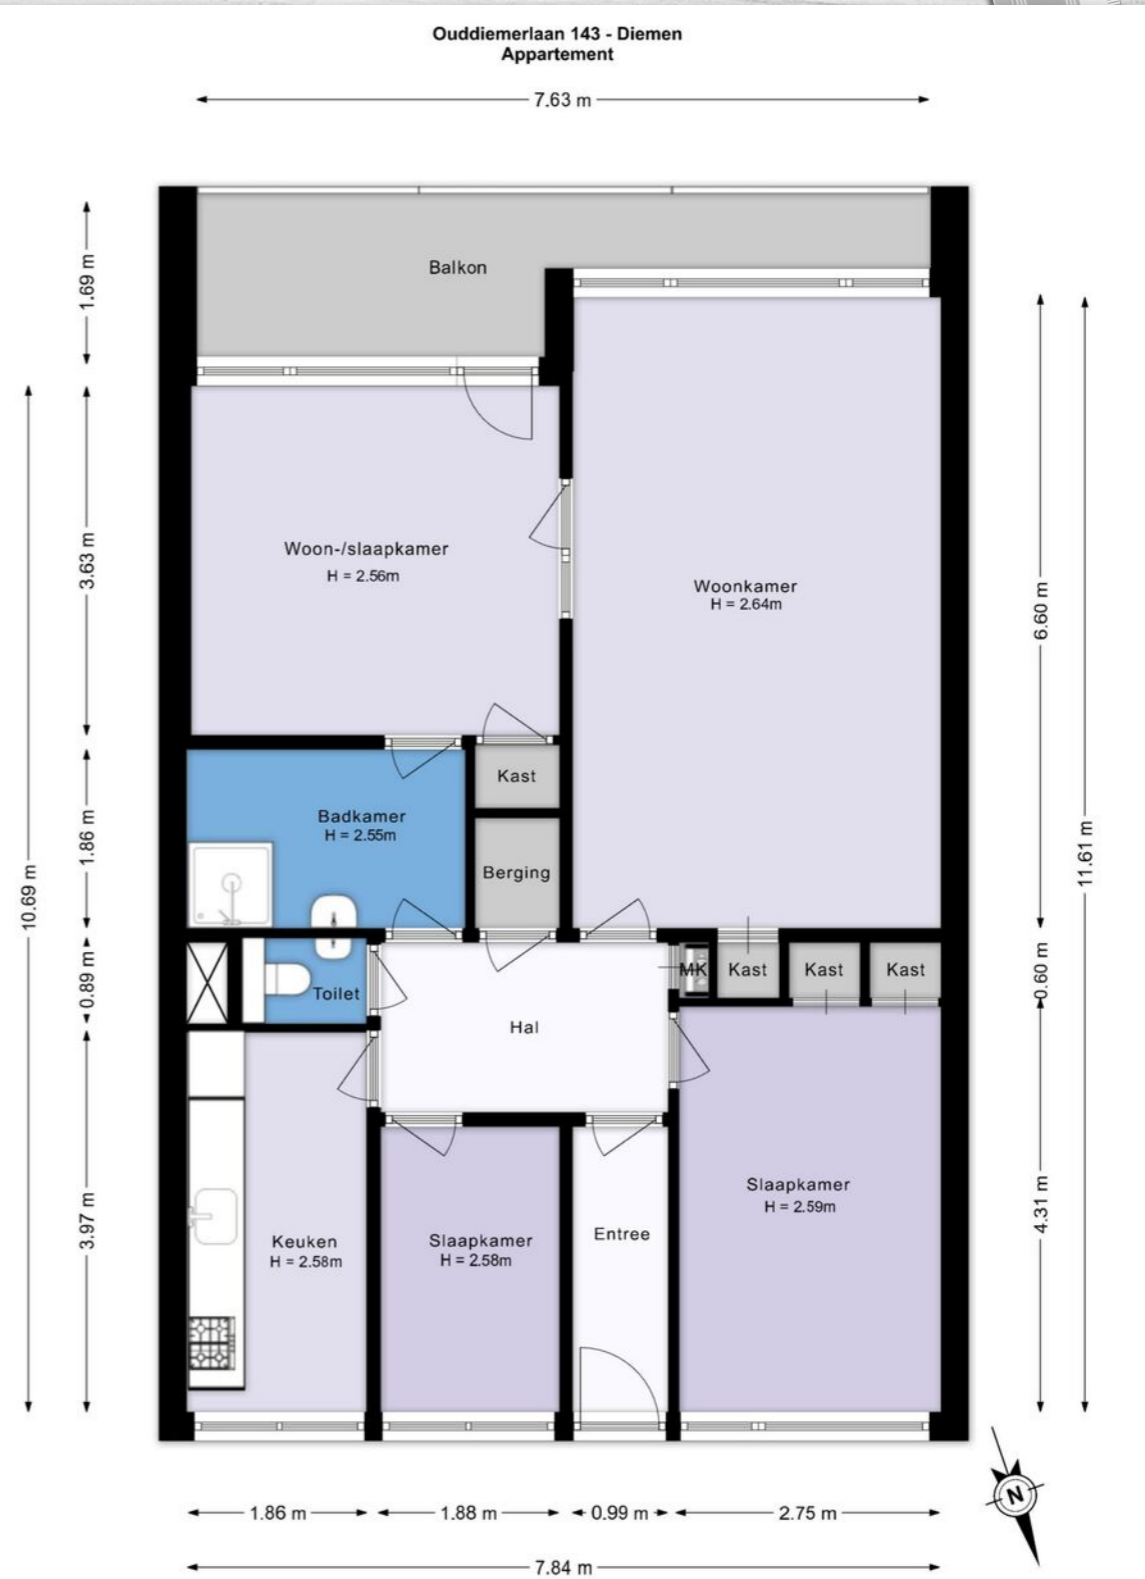 Ouddiemerlaan 143 - Diemen
Appartement
7.63 m
Balkon
1.69 m
Woon-/slaapkamer
H = 2.56m
3.63 m
Woonkamer
H = 2.64m
6.60 m
Kast
Badkamer
H = 2.55m
1.86 m
Berging
10.69 m
11.61 m
0.89 m
Toilet
MK
Kast
Kast
Kast
0.60 m
Hal
Keuken
H = 2.58m
3.97 m
Slaapkamer
H = 2.58m
Entree
Slaapkamer
H = 2.59m
4.31 m
N
1.86 m
1.88 m
0.99 m
2.75 m
7.84 m